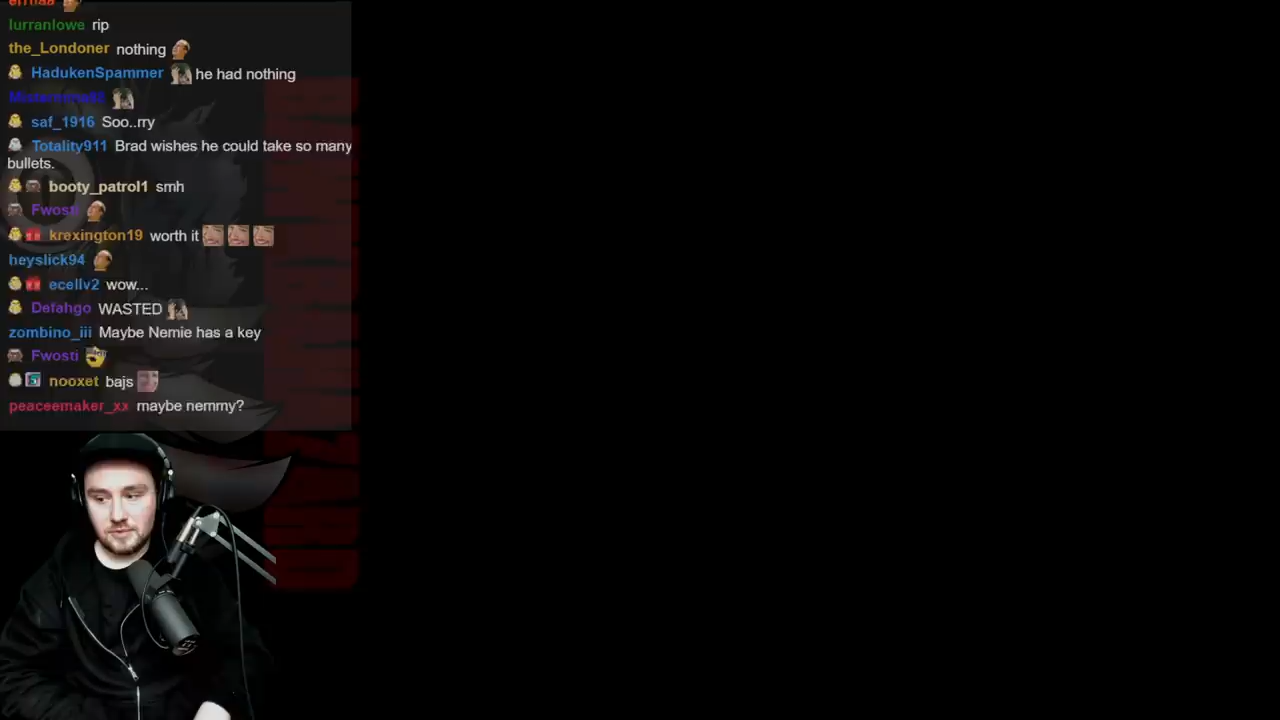 lurranlowe rip
the_Londoner nothing
HadukenSpammer he had nothing
saf_1916 Soo..rry
Totality911 Brad wishes he could take so many
bullets.
booty_patrol1 smh
Fwosti
krexington19 worth it
heyslick94
ecellv2 wow...
Defahgo WASTED
zombino_iii Maybe Nernie has a key
Fwosti
nooxet bajs
peaceemaker_xx maybe nemmy?